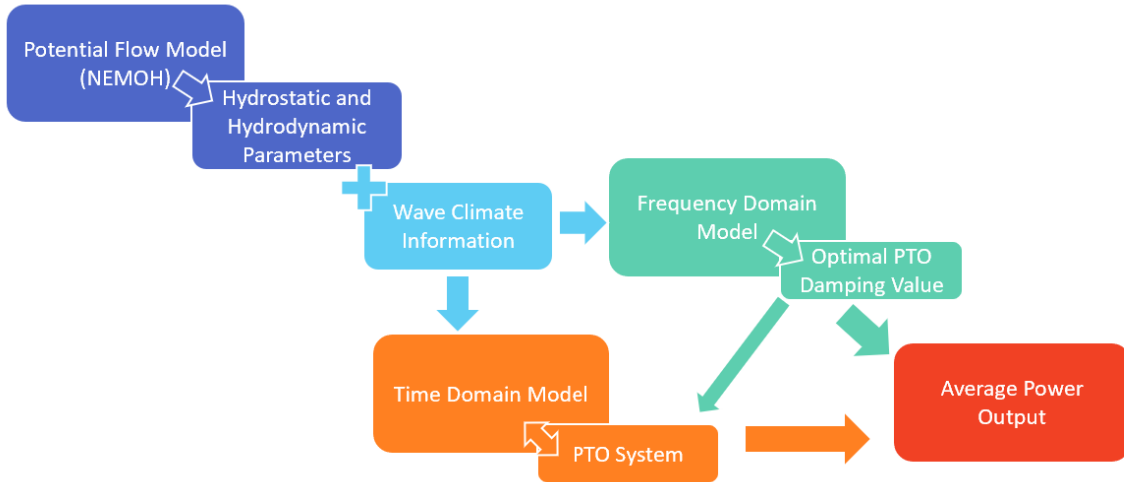 Potential Flow Model
(NEMOH)
Hydrostatic and
Hydrodynamic
Parameters
Wave Climate
Information
Frequency Domain
Model
Optimal PTO
Damping Value
Time Domain Model
PTO System
Average Power
Output